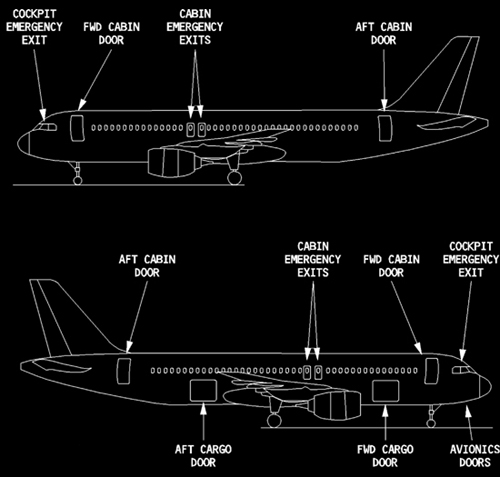 COCKPIT
EMERGENCY
EXIT
FWD CABIN
DOOR
CABIN
EMERGENCY
EXITS
AFT CABIN
DOOR
AFT CABIN
DOOR
CABIN
EMERGENCY
EXITS
FWD CABIN
DOOR
COCKPIT
EMERGENCY
EXIT
AFT CARGO
DOOR
FWD CARGO
DOOR
AVIONICS
DOORS